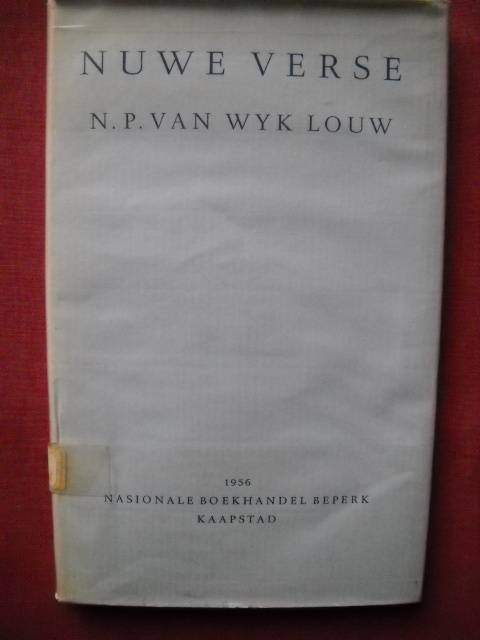 NUWE VERSE
N. P. VAN WYK LOUW
1956
NASIONALE BOEKHANDEL BEPERK
KAAPSTAD